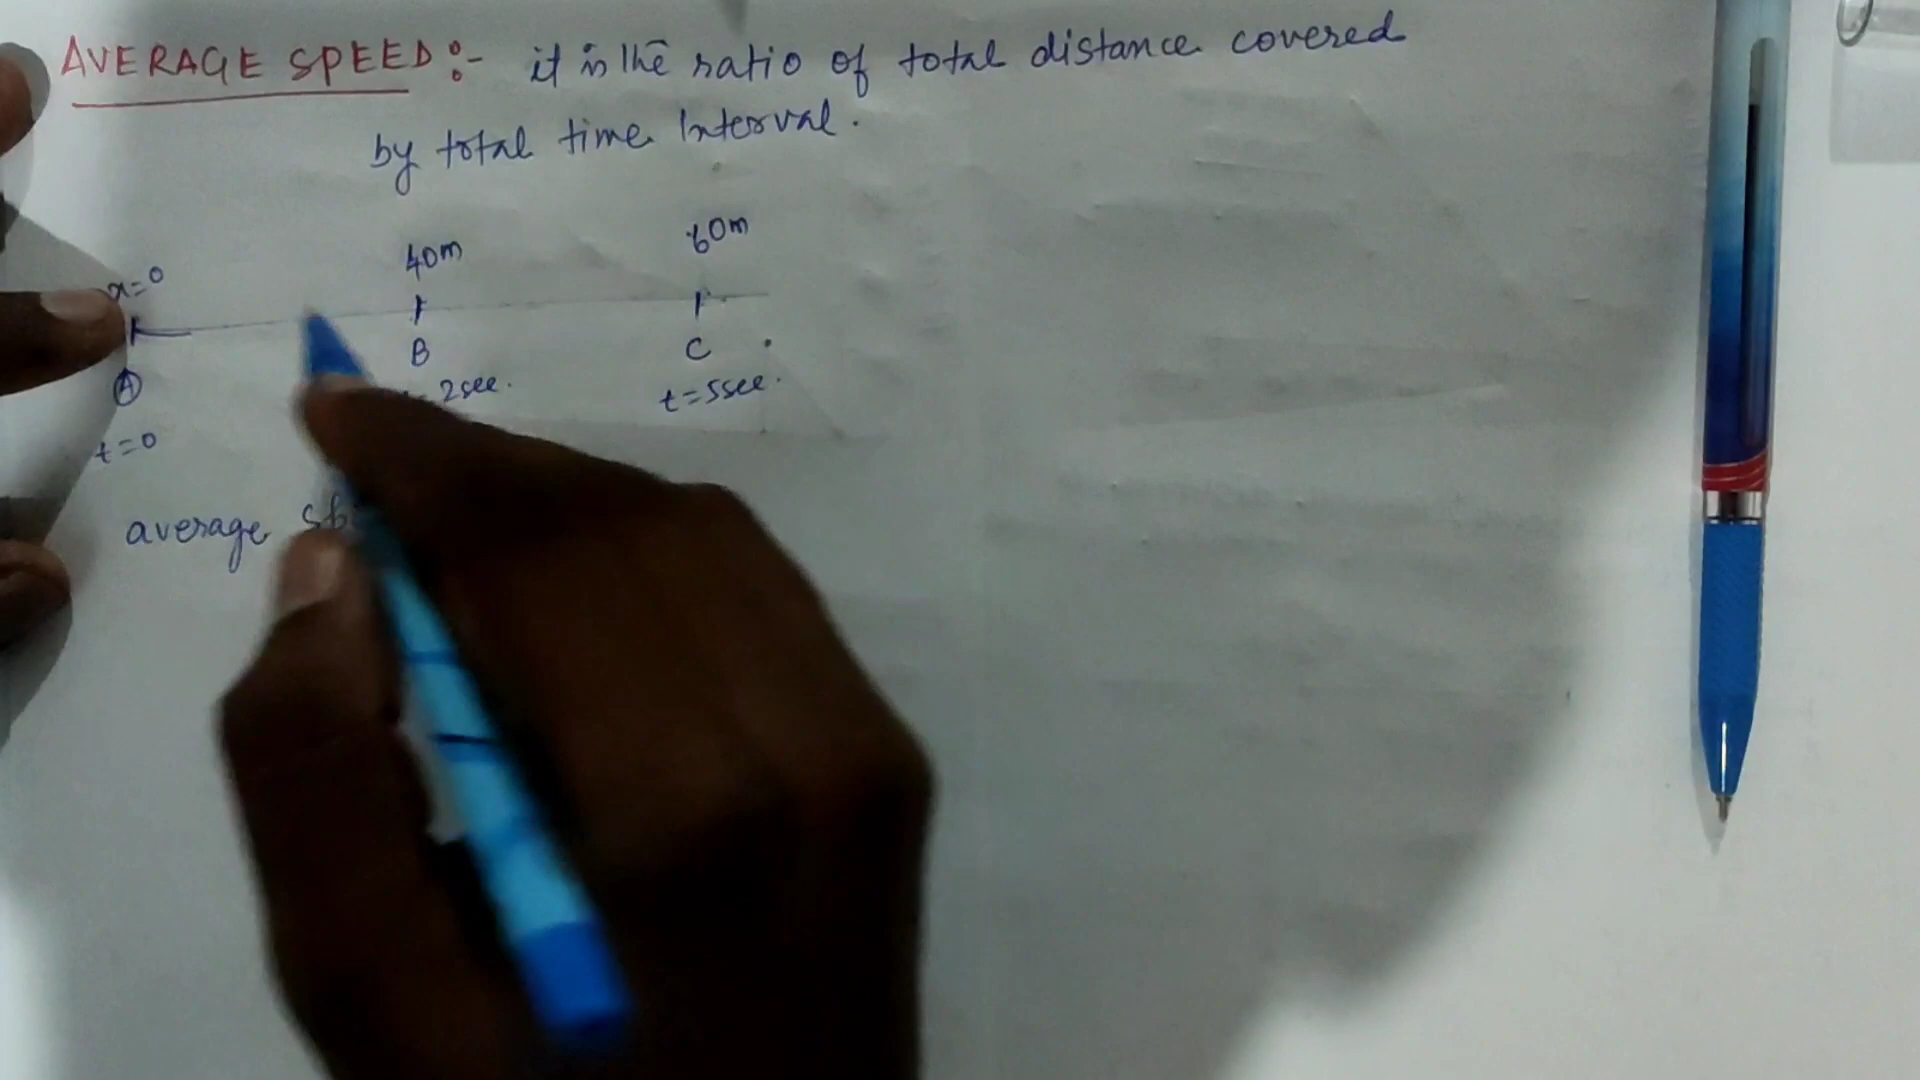 AVERAGE SPEED :- it is the ratio of total distance covered
by total time Interval.
x=0 40m 60m
A B C
t=0 2sec. t=5sec.
average